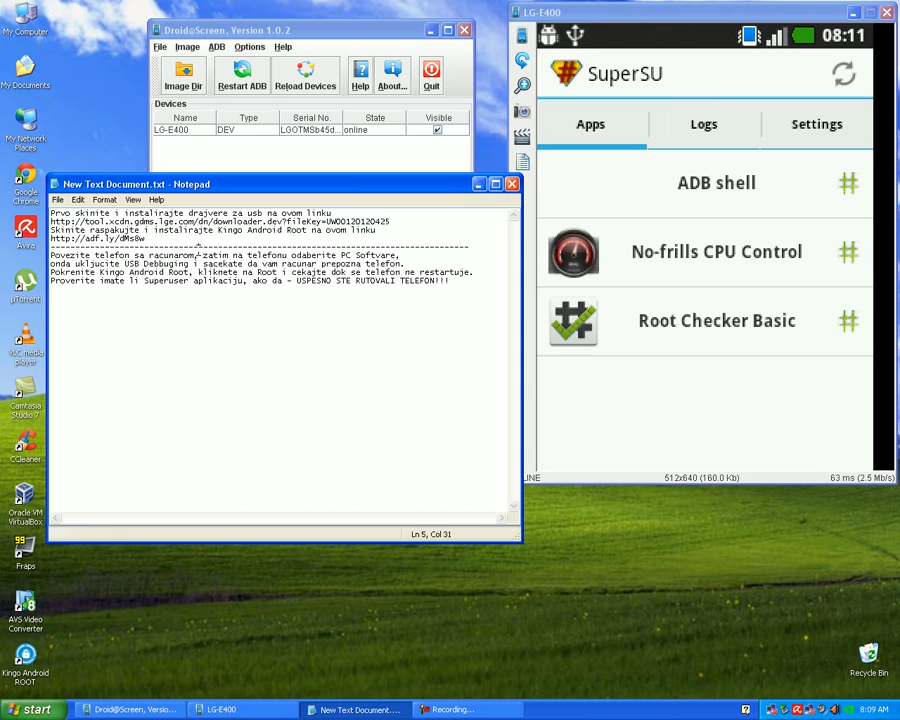 My Computer
My Documents
My Network
Places
Google
Chrome
Avira
µTorrent
VLC media
player
Camtasia
Studio 7
CCleaner
Oracle VM
VirtualBox
99
Fraps
AVS Video
Converter
Kingo Android
ROOT
Droid@Screen, Version 1.0.2
File Image ADB Options Help
Image Dir Restart ADB Reload Devices Help About... Quit
Devices
Name Type Serial No. State Visible
LG-E400 DEV LGOTMSb45d... online
New Text Document.txt - Notepad
File Edit Format View Help
Prvo skinite i instalirajte drajvere za usb na ovom linku
http://tool.xcdn.gdms.lge.com/dn/downloader.dev?fileKey=UW00120120425
Skinite raspakujte i instalirajte Kingo Android Root na ovom linku
http://adf.ly/dMs8w
Povezite telefon sa racunarom, zatim na telefonu odaberite PC Software,
onda ukljucite USB Debbuging i sacekate da vam racunar prepozna telefon.
Pokrenite Kingo Android Root, kliknete na Root i cekajte dok se telefon ne restartuje.
Proverite imate li Superuser aplikaciju, ako da - USPESNO STE RUTOVALI TELEFON!!!
Ln 5, Col 31
LG-E400
08:11
SuperSU
Apps Logs Settings
ADB shell
No-frills CPU Control
Root Checker Basic
LINE 512x640 (160.0 Kb) 63 ms (2.5 Mb/s)
Recycle Bin
start Droid@Screen, Versio... LG-E400 New Text Document.... Recording... 8:09 AM